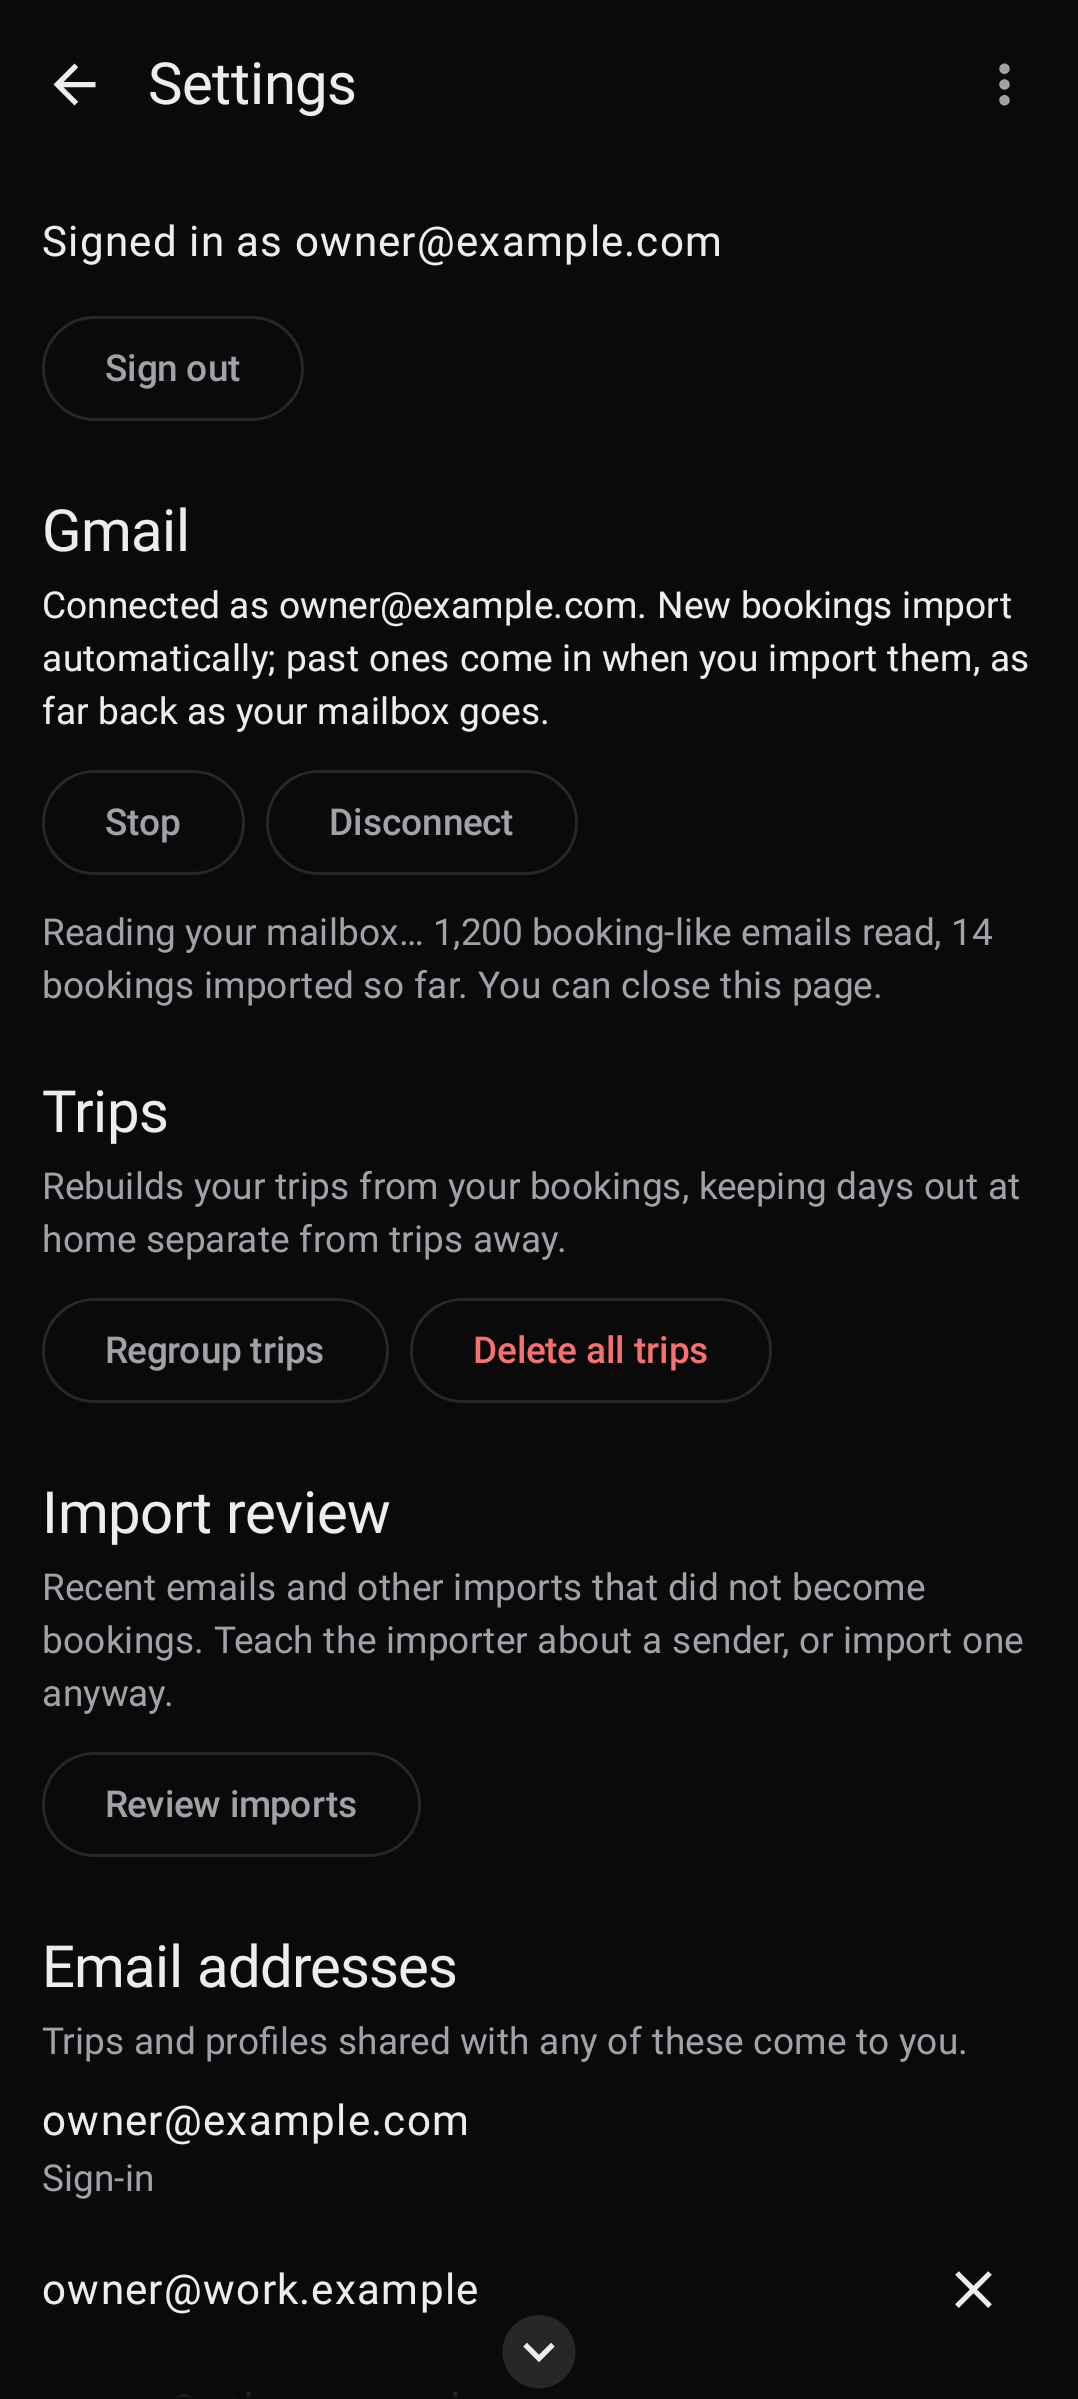 Settings
Signed in as owner@example.com
Sign out
Gmail
Connected as owner@example.com. New bookings import
automatically; past ones come in when you import them, as
far back as your mailbox goes.
Stop
Disconnect
Reading your mailbox… 1,200 booking-like emails read, 14
bookings imported so far. You can close this page.
Trips
Rebuilds your trips from your bookings, keeping days out at
home separate from trips away.
Regroup trips
Delete all trips
Import review
Recent emails and other imports that did not become
bookings. Teach the importer about a sender, or import one
anyway.
Review imports
Email addresses
Trips and profiles shared with any of these come to you.
owner@example.com
Sign-in
owner@work.example